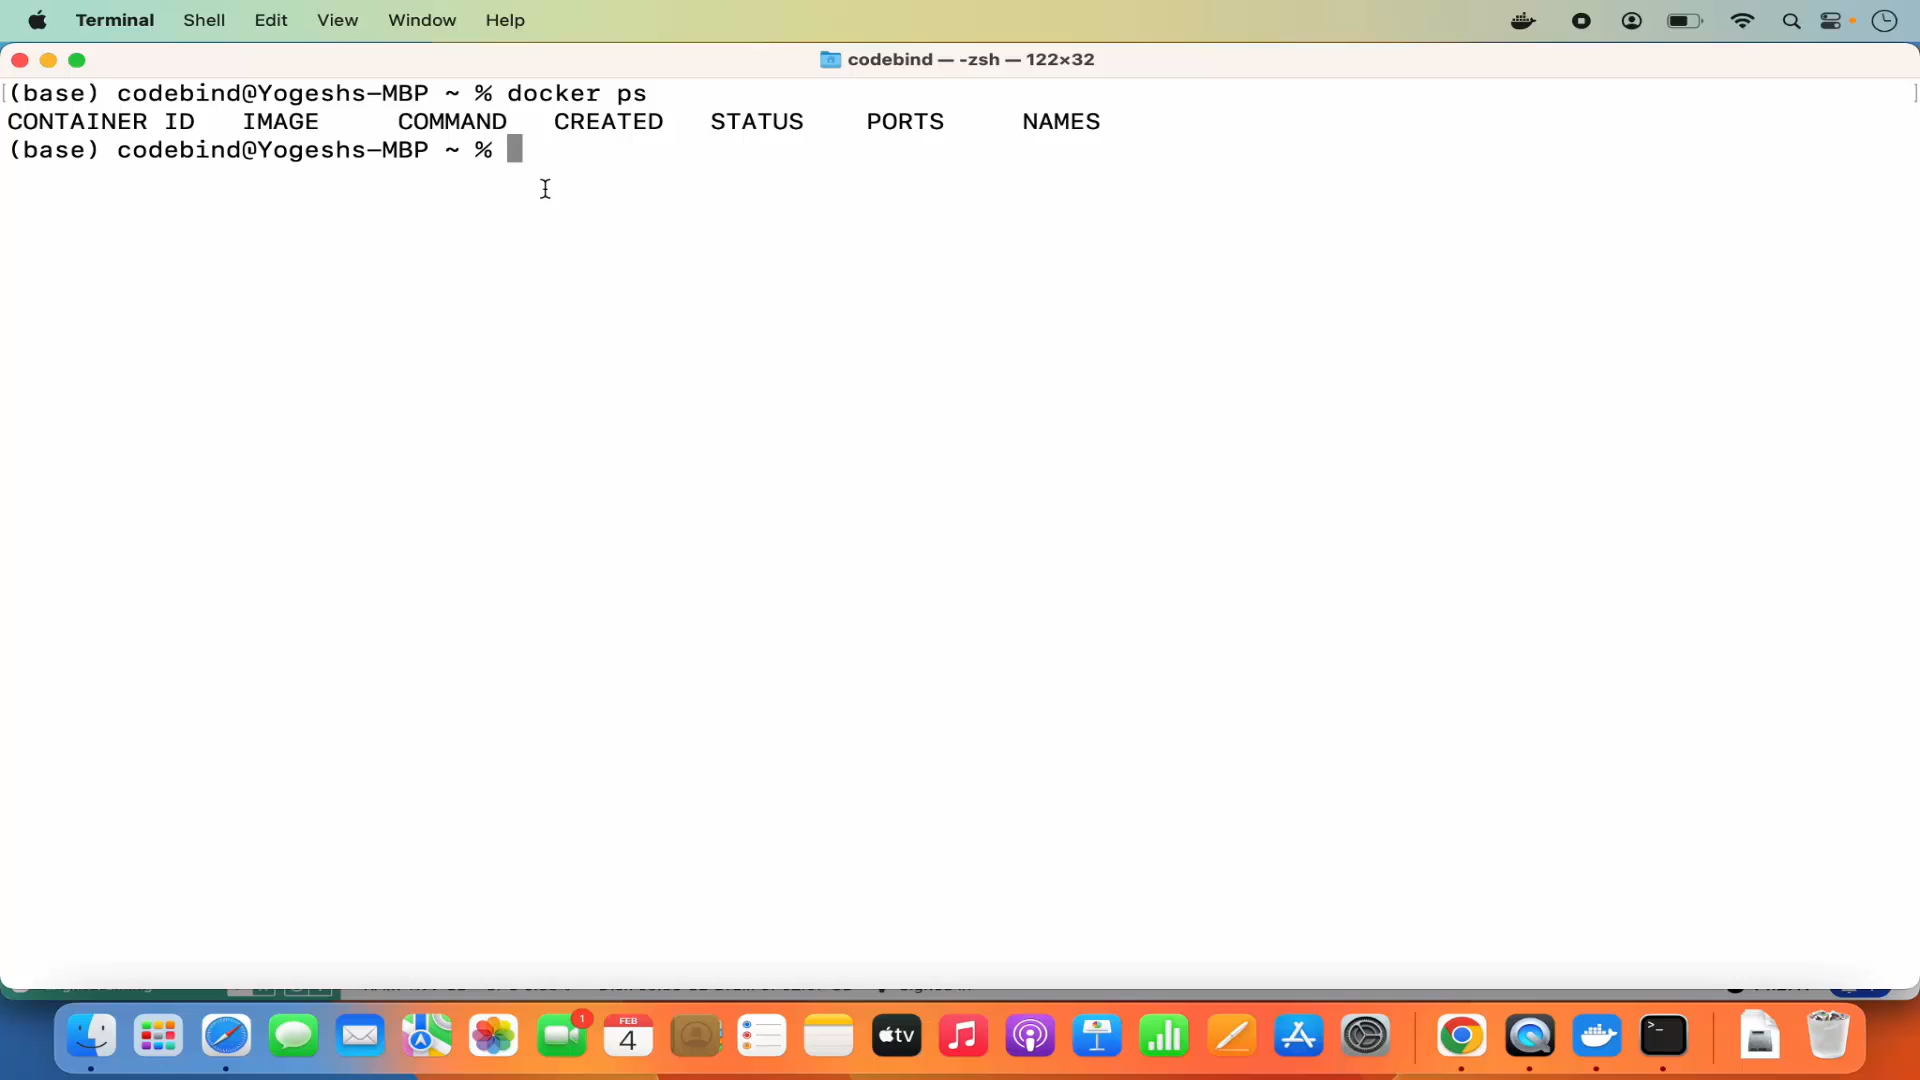 Terminal Shell Edit View Window Help
codebind — -zsh — 122×32
(base) codebind@Yogeshs-MBP ~ % docker ps
CONTAINER ID IMAGE COMMAND CREATED STATUS PORTS NAMES
(base) codebind@Yogeshs-MBP ~ %
1
FEB
4
tv